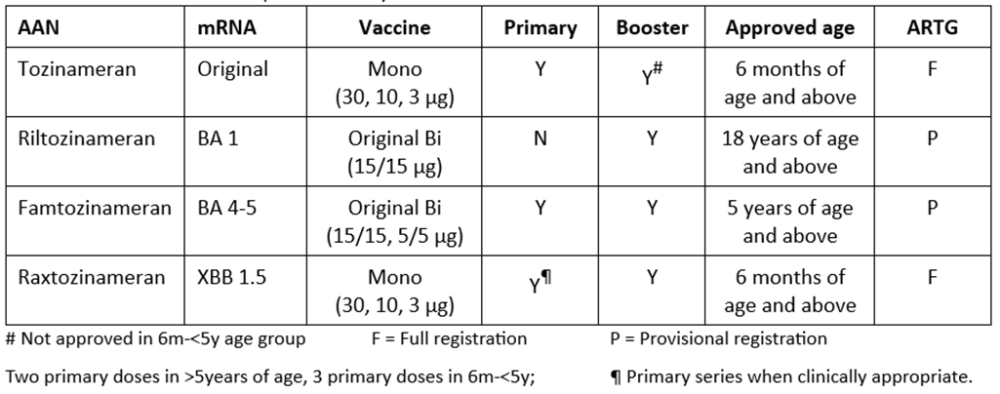 AAN mRNA Vaccine Primary Booster Approved age ARTG
Tozinameran Original Mono Y Y# 6 months of F
(30, 10, 3 µg) age and above
Riltozinameran BA 1 Original Bi N Y 18 years of age P
(15/15 µg) and above
Famtozinameran BA 4-5 Original Bi Y Y 5 years of age P
(15/15, 5/5 µg) and above
Raxtozinameran XBB 1.5 Mono Y¶ Y 6 months of F
(30, 10, 3 µg) age and above
# Not approved in 6m-<5y age group F = Full registration P = Provisional registration
Two primary doses in >5years of age, 3 primary doses in 6m-<5y; ¶ Primary series when clinically appropriate.